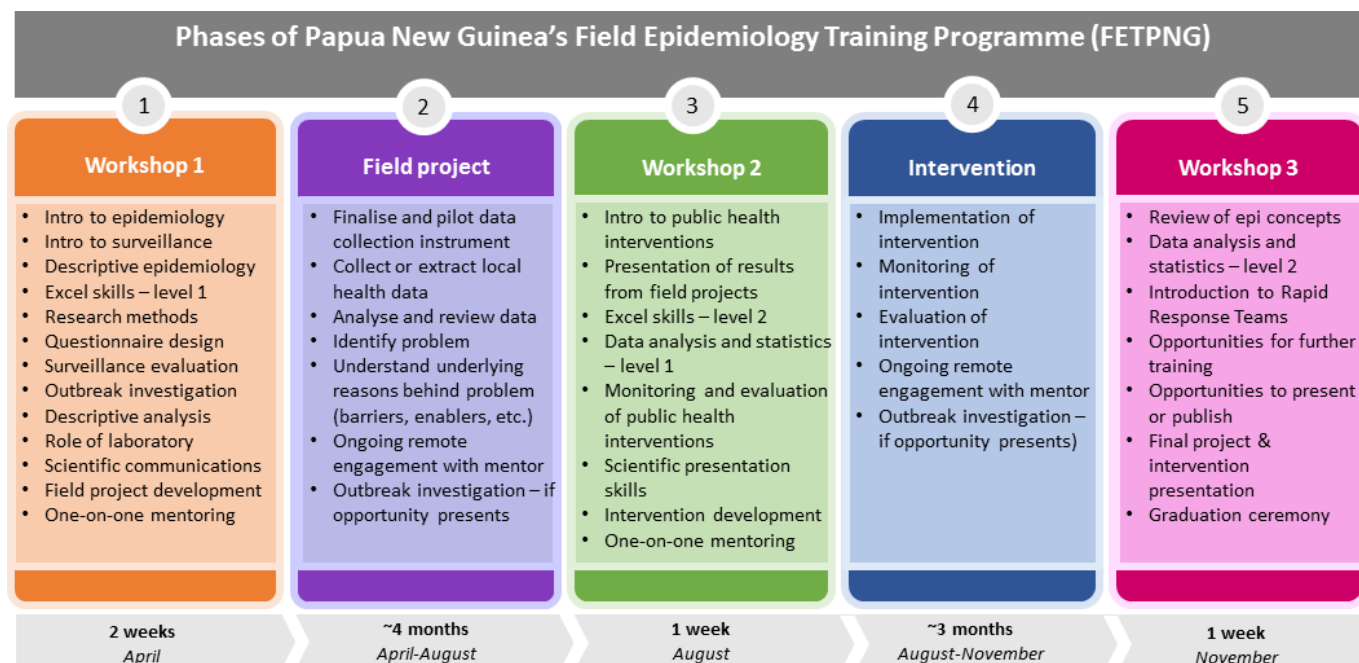 Phases of Papua New Guinea's Field Epidemiology Training Programme (FETPNG)
1
Workshop 1
• Intro to epidemiology
• Intro to surveillance
• Descriptive epidemiology
• Excel skills – level 1
• Research methods
• Questionnaire design
• Surveillance evaluation
• Outbreak investigation
• Descriptive analysis
• Role of laboratory
• Scientific communications
• Field project development
• One-on-one mentoring
2 weeks
April
2
Field project
• Finalise and pilot data
collection instrument
• Collect or extract local
health data
• Analyse and review data
• Identify problem
• Understand underlying
reasons behind problem
(barriers, enablers, etc.)
• Ongoing remote
engagement with mentor
• Outbreak investigation – if
opportunity presents
~4 months
April-August
3
Workshop 2
• Intro to public health
interventions
• Presentation of results
from field projects
• Excel skills – level 2
• Data analysis and statistics
– level 1
• Monitoring and evaluation
of public health
interventions
• Scientific presentation
skills
• Intervention development
• One-on-one mentoring
1 week
August
4
Intervention
• Implementation of
intervention
• Monitoring of
intervention
• Evaluation of
intervention
• Ongoing remote
engagement with mentor
• Outbreak investigation –
if opportunity presents)
~3 months
August-November
5
Workshop 3
• Review of epi concepts
• Data analysis and
statistics – level 2
• Introduction to Rapid
Response Teams
• Opportunities for further
training
• Opportunities to present
or publish
• Final project &
intervention
presentation
• Graduation ceremony
1 week
November